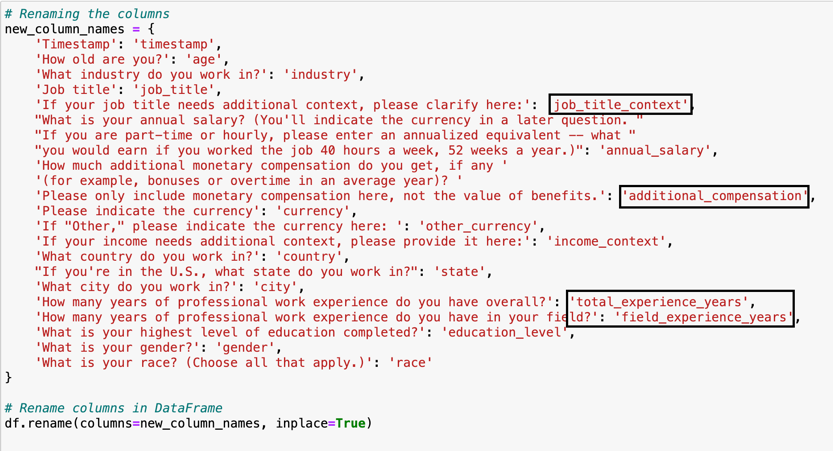 # Renaming the columns
new_column_names = {
'Timestamp': 'timestamp',
'How old are you?': 'age',
'What industry do you work in?': 'industry',
'Job title': 'job_title',
'If your job title needs additional context, please clarify here:': job_title_context',
"What is your annual salary? (You'll indicate the currency in a later question. "
"If you are part-time or hourly, please enter an annualized equivalent -- what "
"you would earn if you worked the job 40 hours a week, 52 weeks a year.)": 'annual_salary',
'How much additional monetary compensation do you get, if any '
'(for example, bonuses or overtime in an average year)? '
'Please only include monetary compensation here, not the value of benefits.': 'additional_compensation',
'Please indicate the currency': 'currency',
'If "Other," please indicate the currency here: ': 'other_currency',
'If your income needs additional context, please provide it here:': 'income_context',
'What country do you work in?': 'country',
"If you're in the U.S., what state do you work in?": 'state',
'What city do you work in?': 'city',
'How many years of professional work experience do you have overall?': 'total_experience_years',
'How many years of professional work experience do you have in your field?': 'field_experience_years',
'What is your highest level of education completed?': 'education_level',
'What is your gender?': 'gender',
'What is your race? (Choose all that apply.)': 'race'
}
# Rename columns in DataFrame
df.rename(columns=new_column_names, inplace=True)